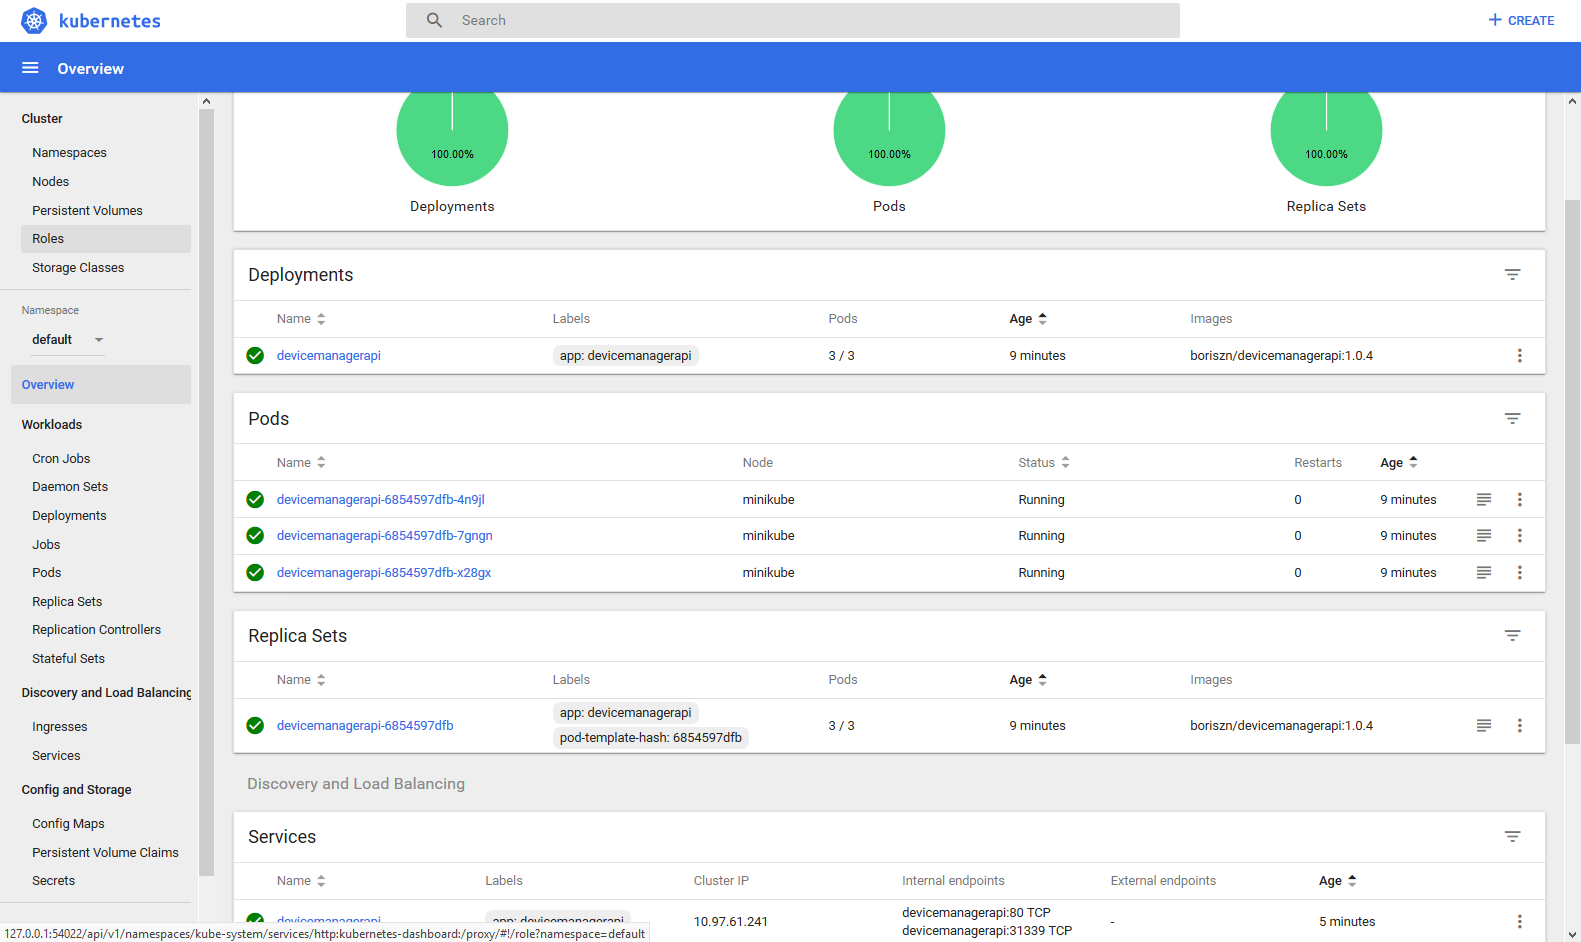 kubernetes
Search
CREATE
Overview
Cluster
Namespaces
Nodes
Persistent Volumes
Roles
Storage Classes
Namespace
default
Overview
Workloads
Cron Jobs
Daemon Sets
Deployments
Jobs
Pods
Replica Sets
Replication Controllers
Stateful Sets
Discovery and Load Balancing
Ingresses
Services
Config and Storage
Config Maps
Persistent Volume Claims
Secrets
100.00% 100.00% 100.00%
Deployments Pods Replica Sets
Deployments
Name Labels Pods Age Images
devicemanagerapi app: devicemanagerapi 3 / 3 9 minutes boriszn/devicemanagerapi:1.0.4
Pods
Name Node Status Restarts Age
devicemanagerapi-6854597dfb-4n9jl minikube Running 0 9 minutes
devicemanagerapi-6854597dfb-7gngn minikube Running 0 9 minutes
devicemanagerapi-6854597dfb-x28gx minikube Running 0 9 minutes
Replica Sets
Name Labels Pods Age Images
app: devicemanagerapi
devicemanagerapi-6854597dfb 3 / 3 9 minutes boriszn/devicemanagerapi:1.0.4
pod-template-hash: 6854597dfb
Discovery and Load Balancing
Services
Name Labels Cluster IP Internal endpoints External endpoints Age
devicemanagerapi:80 TCP
devicemanagerapi app: devicemanagerapi 10.97.61.241 - 5 minutes
devicemanagerapi:31339 TCP
127.0.0.1:54022/api/v1/namespaces/kube-system/services/http:kubernetes-dashboard:/proxy/#!/role?namespace=default